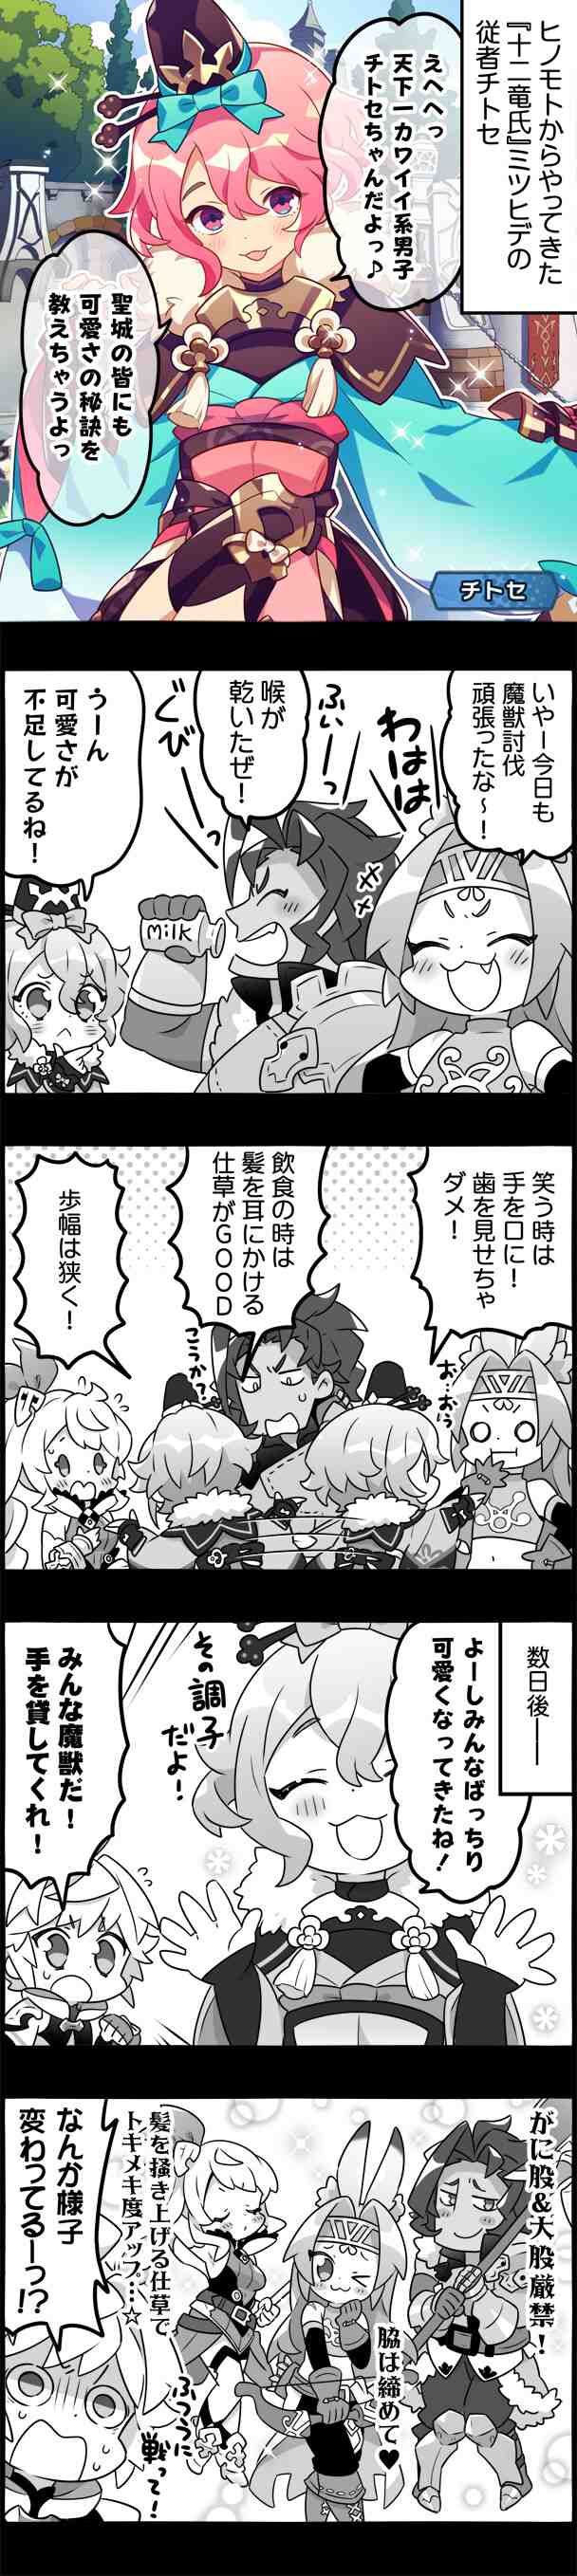 ヒノモトからやってきた
『十二竜氏』ミツヒデの
従者チトセ
えへへっ
天下一カワイイ系男子
チトセちゃんだよっ♪
聖城の皆にも
可愛さの秘訣を
教えちゃうよっ
チトセ
いやー今日も
魔獣討伐
頑張ったな～！
わはは
ふぃーっ
喉が
乾いたぜ！
ぐびーっ
Milk
うーん
可愛さが
不足してるね！
笑う時は
手を口に！
歯を見せちゃ
ダメ！
お…おぅ
飲食の時は
髪を耳にかける
仕草がGOOD
こうか？
歩幅は狭く！
数日後――
よーしみんなばっちり
可愛くなってきたね！
その調子
だよ！
みんな魔獣だ！
手を貸してくれ！
がに股&大股厳禁！
脇は締めて♥
髪を掻き上げる仕草で
トキメキ度アップ…☆
なんか様子
変わってるーっ!?
ふつうに
戦って！